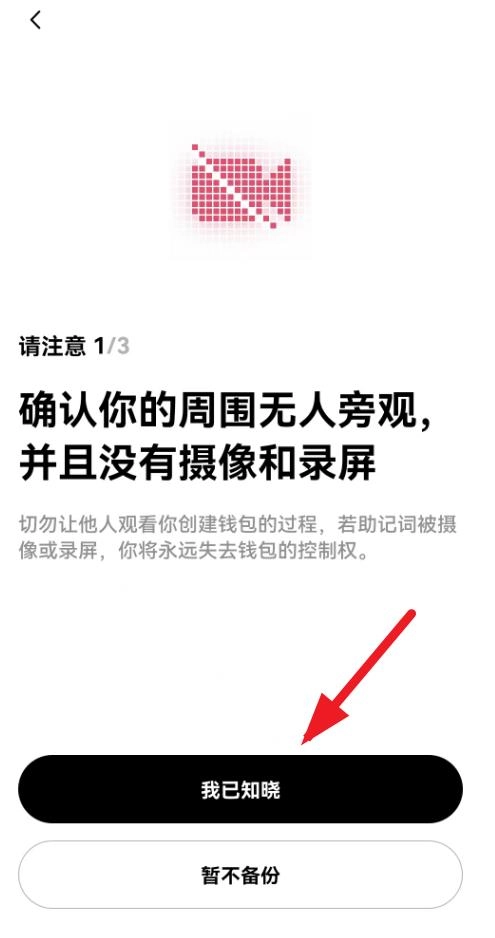 请注意 1/3
确认你的周围无人旁观，
并且没有摄像和录屏
切勿让他人观看你创建钱包的过程，若助记词被摄
像或录屏，你将永远失去钱包的控制权。
我已知晓
暂不备份